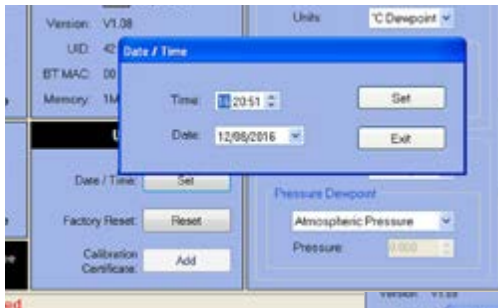 Version: V1.08
Units
°C Dewpoint
UID: 42
Date / Time
BT MAC: 00
Memory: 1M
Time: 20:51
Set
Date: 12/08/2016
Exit
U
Date / Time: Set
Pressure Dewpoint
Factory Reset: Reset
Atmospheric Pressure
Pressure: 0.000
Calibration
Certificate: Add
Version V1.08